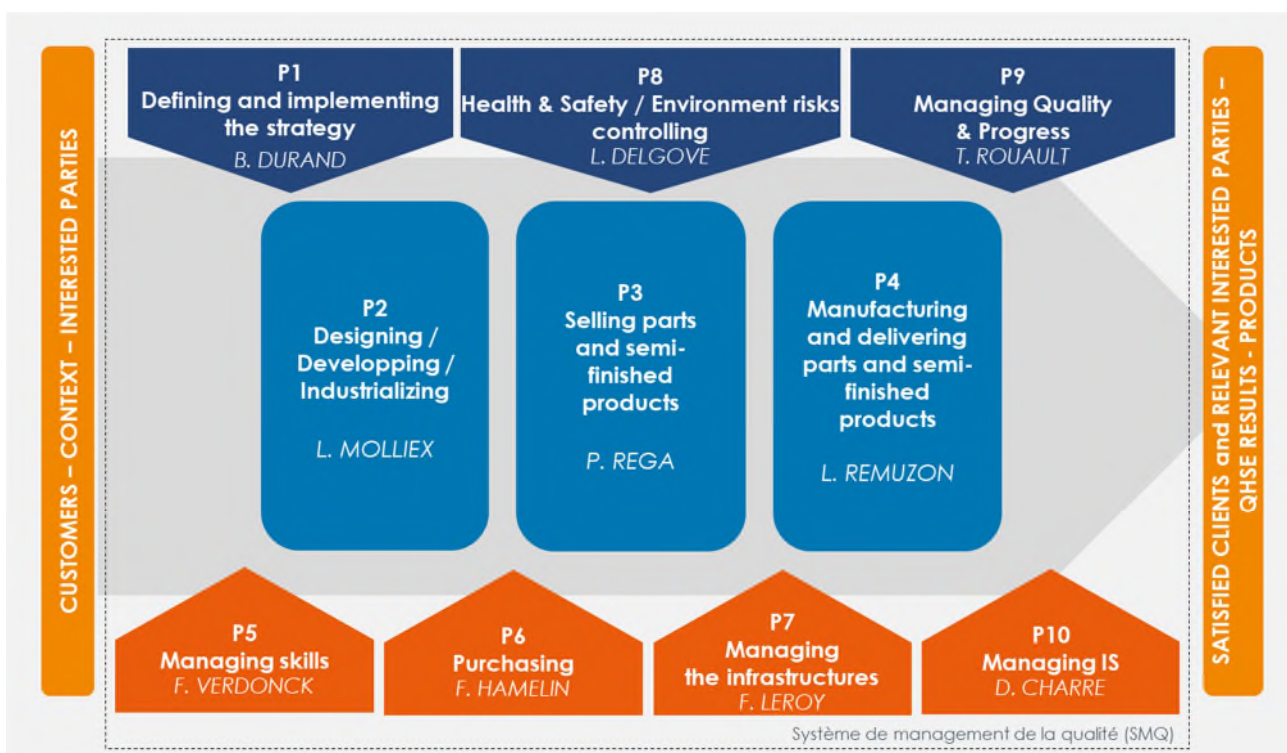 CUSTOMERS – CONTEXT – INTERESTED PARTIES
P1
Defining and implementing
the strategy
B. DURAND
P8
Health & Safety / Environment risks
controlling
L. DELGOVE
P9
Managing Quality
& Progress
T. ROUAULT
P2
Designing /
Developping /
Industrializing
L. MOLLIEX
P3
Selling parts
and semi-
finished
products
P. REGA
P4
Manufacturing
and delivering
parts and semi-
finished
products
L. REMUZON
P5
Managing skills
F. VERDONCK
P6
Purchasing
F. HAMELIN
P7
Managing
the infrastructures
F. LEROY
P10
Managing IS
D. CHARRE
Système de management de la qualité (SMQ)
SATISFIED CLIENTS and RELEVANT INTERESTED PARTIES –
QHSE RESULTS - PRODUCTS